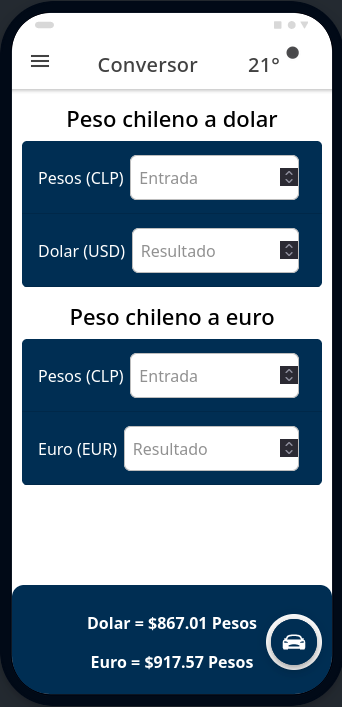 Conversor 21°
Peso chileno a dolar
Pesos (CLP) Entrada
Dolar (USD) Resultado
Peso chileno a euro
Pesos (CLP) Entrada
Euro (EUR) Resultado
Dolar = $867.01 Pesos
Euro = $917.57 Pesos